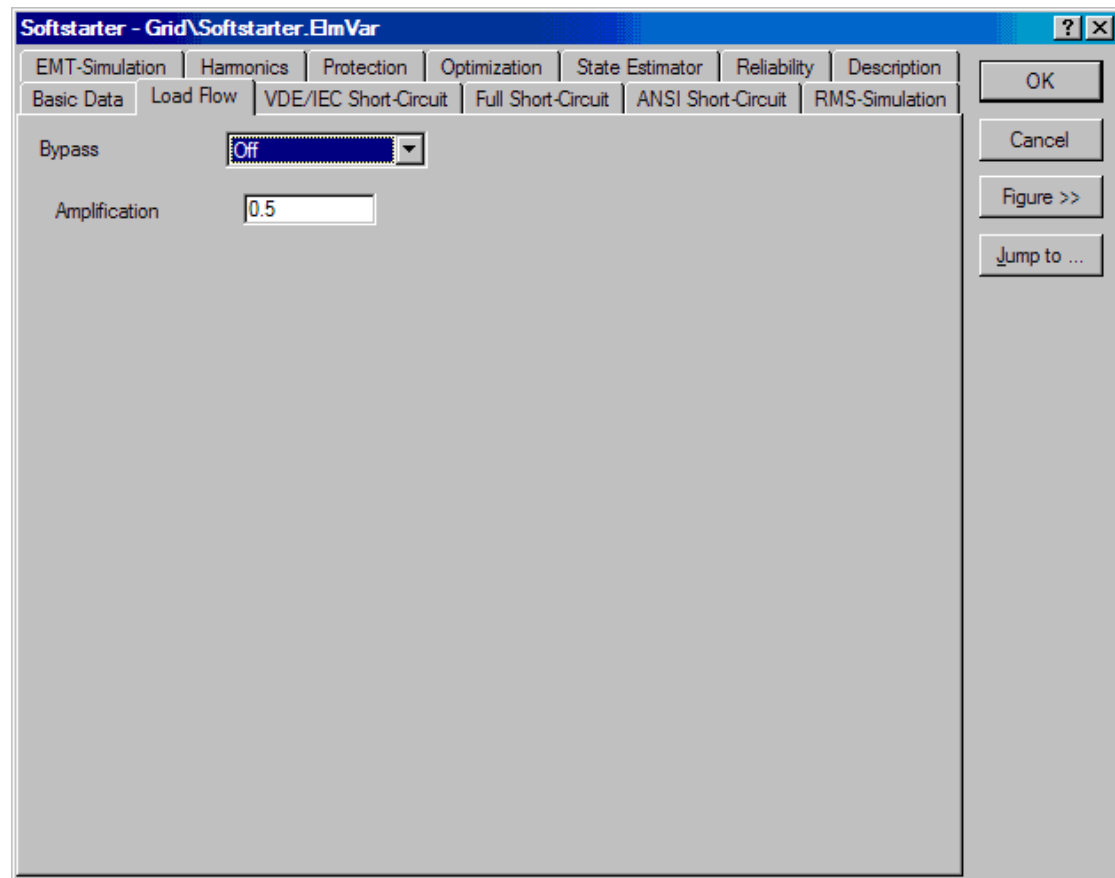 Softstarter - Grid\Softstarter.ElmVar
EMT-Simulation Harmonics Protection Optimization State Estimator Reliability Description
Basic Data Load Flow VDE/IEC Short-Circuit Full Short-Circuit ANSI Short-Circuit RMS-Simulation
OK
Cancel
Figure >>
Jump to ...
Bypass Off
Amplification 0.5